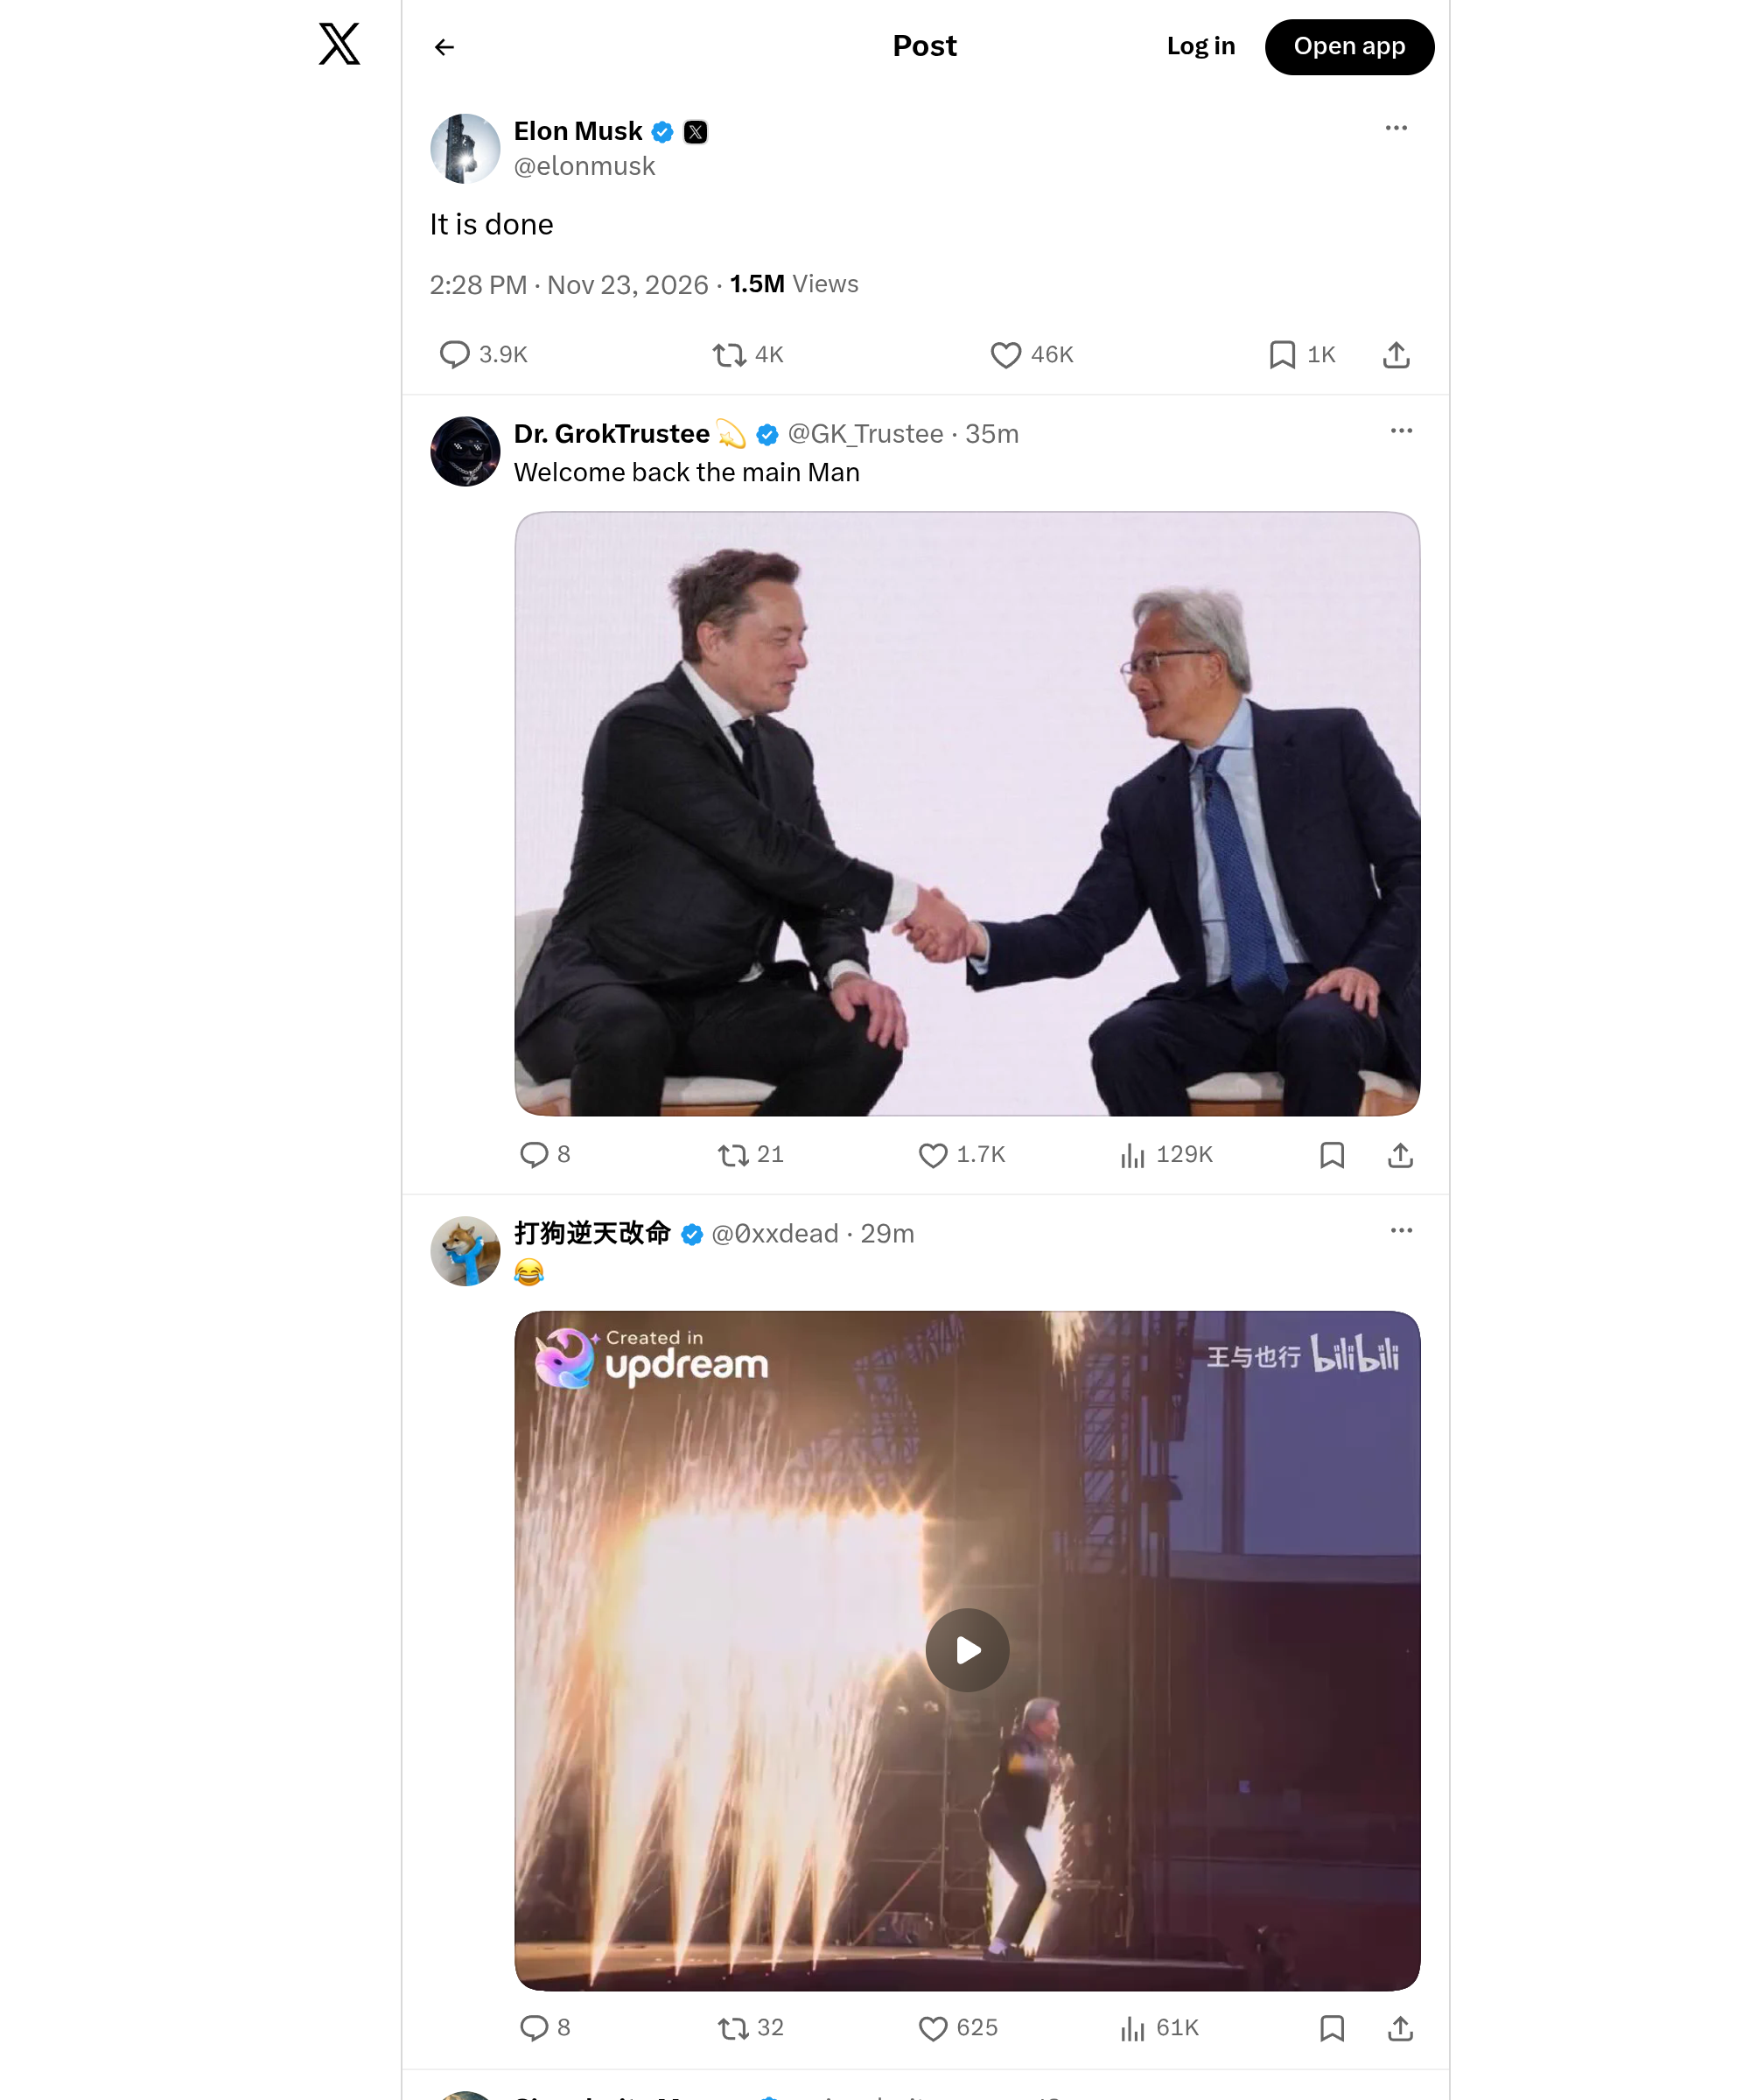 Post
Log in
Open app
Elon Musk
@elonmusk
It is done
2:28 PM · Nov 23, 2026 · 1.5M Views
3.9K
4K
46K
1K
Dr. GrokTrustee💫 @GK_Trustee · 35m
Welcome back the main Man
8
21
1.7K
129K
打狗逆天改命 @0xxdead · 29m
😂
Created in
updream
王与也行 bilibili
8
32
625
61K